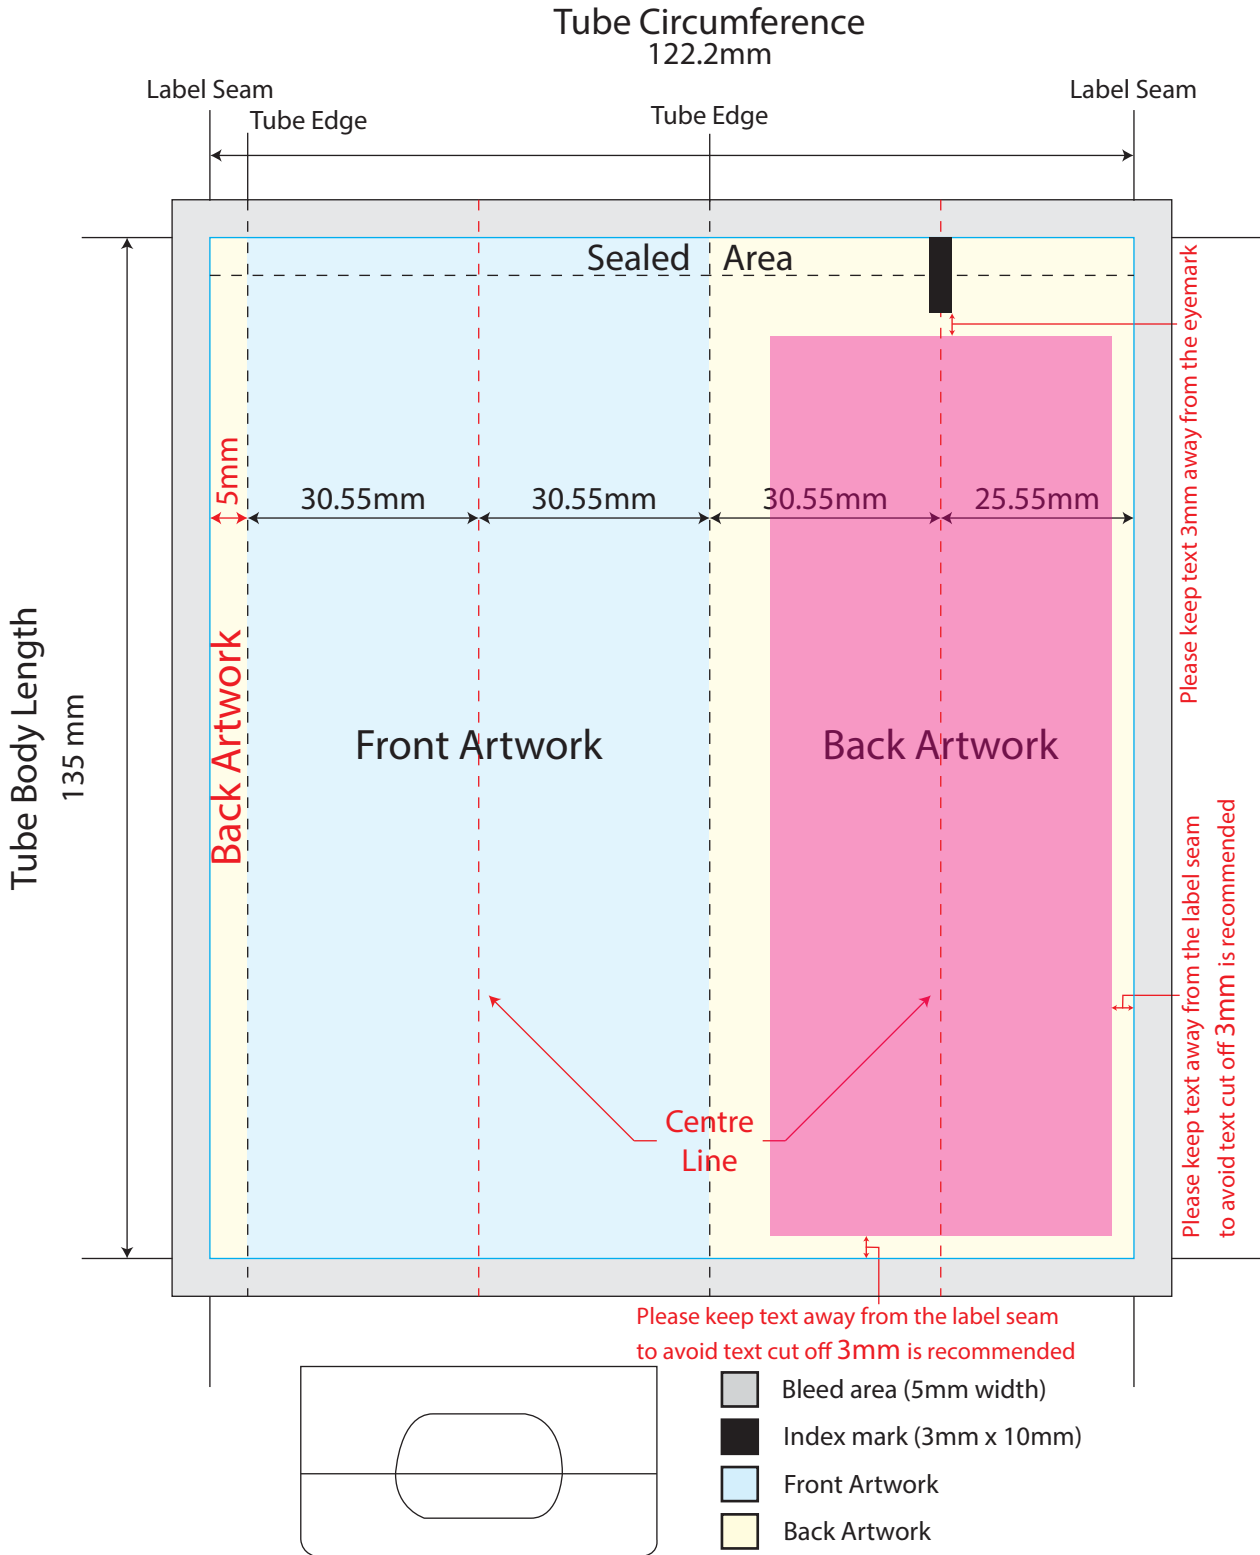 Tube Circumference
122.2mm
Label Seam
Label Seam
Tube Edge
Tube Edge
Sealed Area
Please keep text 3mm away from the eyemark
5mm
30.55mm
30.55mm
30.55mm
25.55mm
Tube Body Length
135 mm
Back Artwork
Front Artwork
Back Artwork
Please keep text away from the label seam
to avoid text cut off 3mm is recommended
Centre
Line
Please keep text away from the label seam
to avoid text cut off 3mm is recommended
Bleed area (5mm width)
Index mark (3mm x 10mm)
Front Artwork
Back Artwork